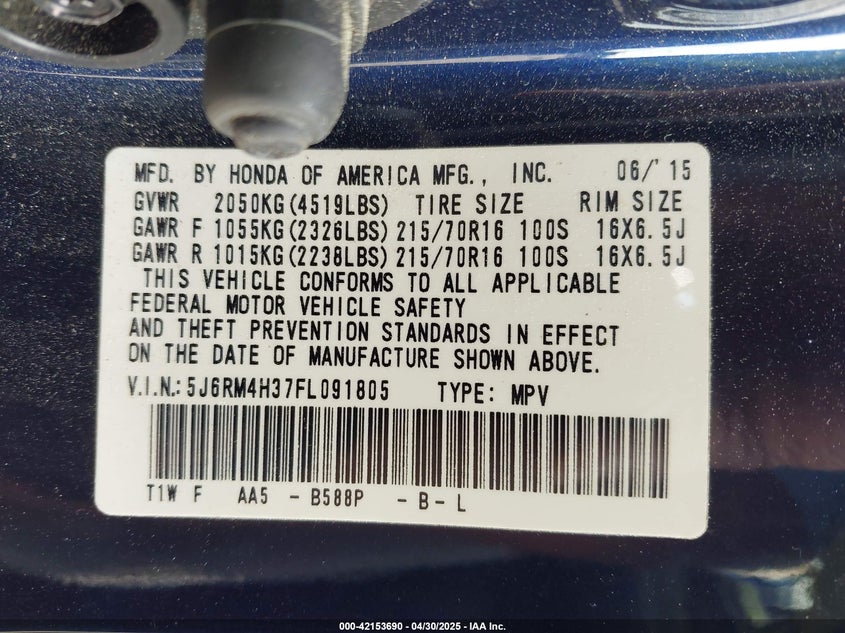 MFD. BY HONDA OF AMERICA MFG., INC. 06/'15
GVWR 2050KG(4519LBS) TIRE SIZE RIM SIZE
GAWR F 1055KG(2326LBS) 215/70R16 100S 16X6.5J
GAWR R 1015KG(2238LBS) 215/70R16 100S 16X6.5J
THIS VEHICLE CONFORMS TO ALL APPLICABLE
FEDERAL MOTOR VEHICLE SAFETY
AND THEFT PREVENTION STANDARDS IN EFFECT
ON THE DATE OF MANUFACTURE SHOWN ABOVE.
V.I.N.:5J6RM4H37FL091805 TYPE: MPV
T1W F AA5 - B588P - B - L
000-42153690 - 04/30/2025 - IAA Inc.